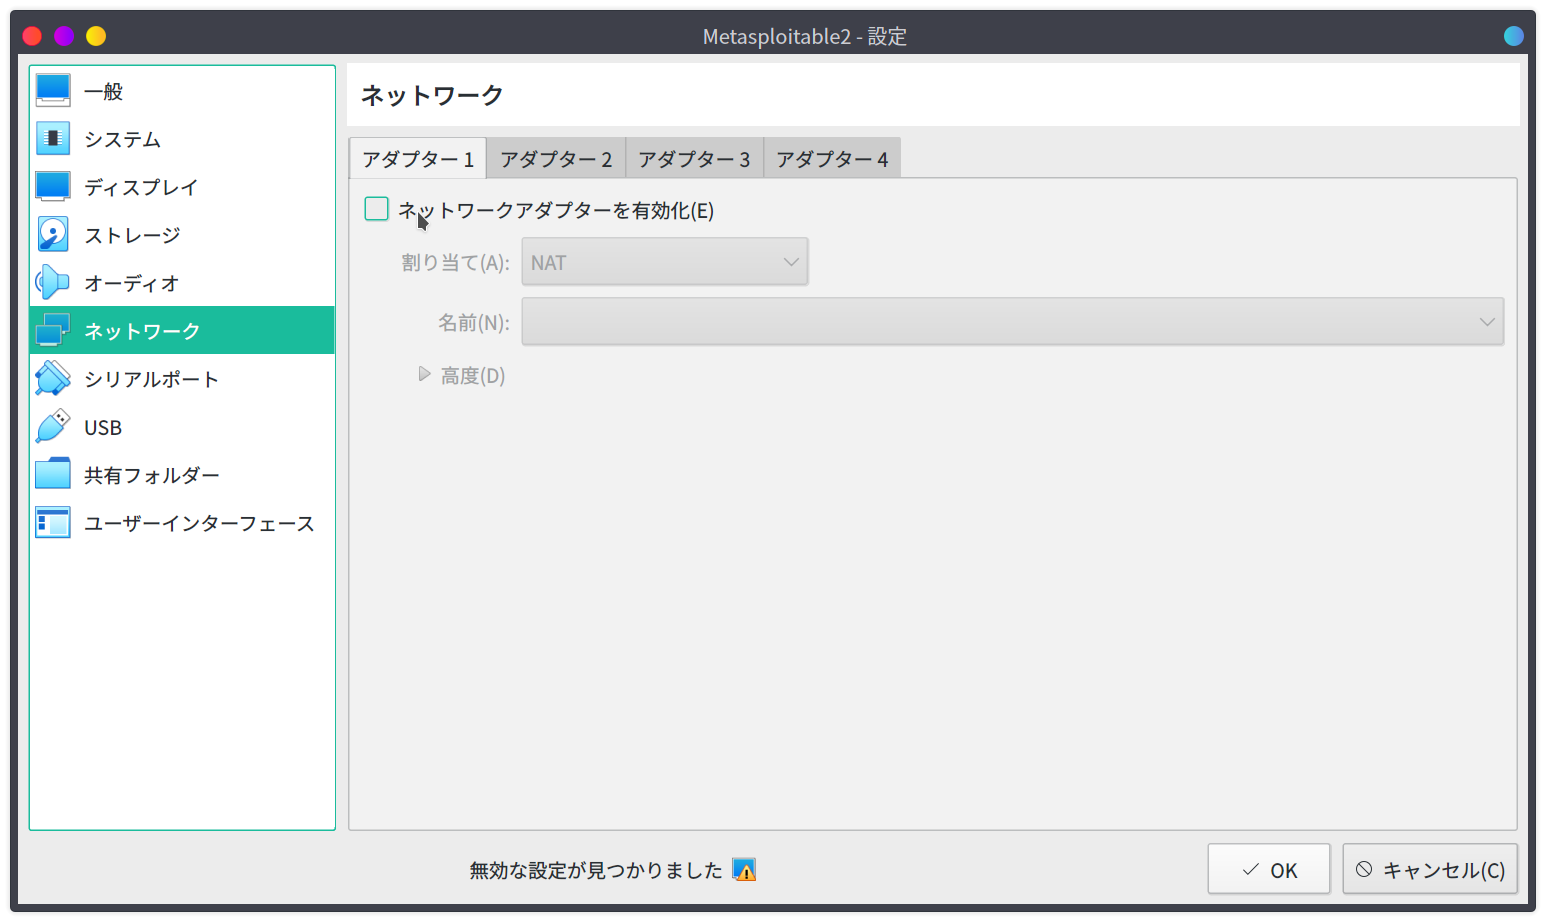 Metasploitable2 - 設定
一般
システム
ディスプレイ
ストレージ
オーディオ
ネットワーク
シリアルポート
USB
共有フォルダー
ユーザーインターフェース
ネットワーク
アダプター 1 アダプター 2 アダプター 3 アダプター 4
ネットワークアダプターを有効化(E)
割り当て(A): NAT
名前(N):
高度(D)
無効な設定が見つかりました
OK キャンセル(C)